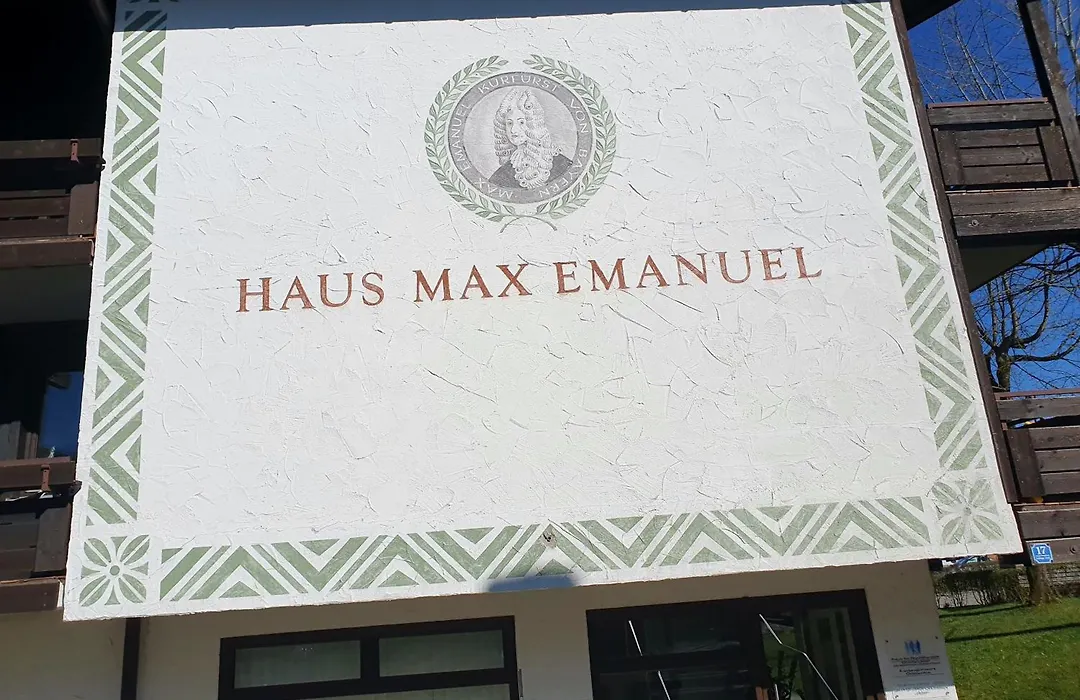 MAX EMANUEL KURFÜRST VON BAYERN
HAUS MAX EMANUEL
17